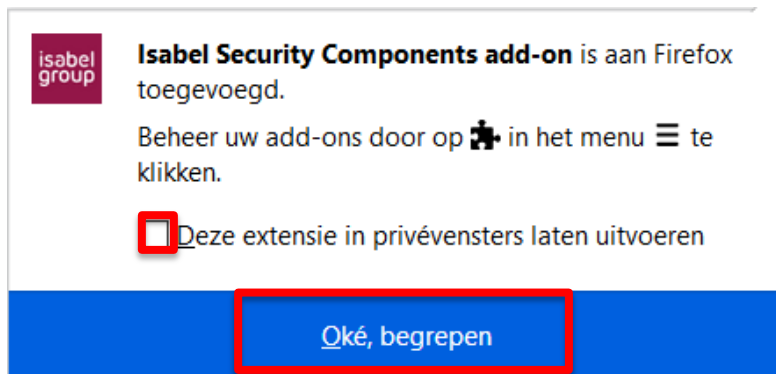 isabel
group
Isabel Security Components add-on is aan Firefox
toegevoegd.
Beheer uw add-ons door op in het menu ☰ te
klikken.
Deze extensie in privévensters laten uitvoeren
Oké, begrepen